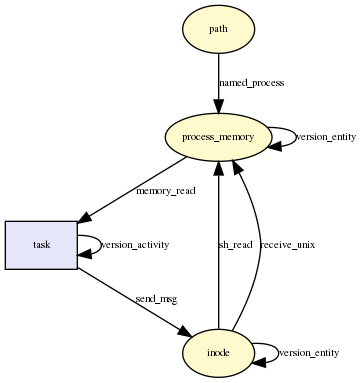 path
named_process
process_memory
version_entity
memory_read
task
version_activity
sh_read
receive_unix
send_msg
inode
version_entity